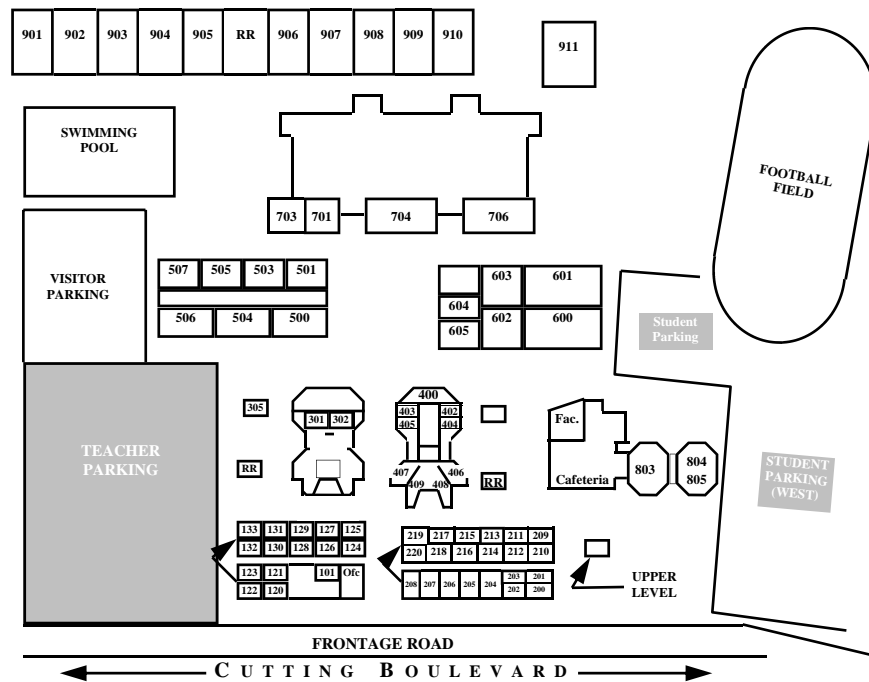 901 902 903 904 905 RR 906 907 908 909 910
911
SWIMMING
POOL
FOOTBALL
FIELD
703 701 704 706
VISITOR
PARKING
507 505 503 501
506 504 500
603 601
604
605 602 600
Student
Parking
TEACHER
PARKING
305
301 302
RR
400
403 402
405 404
407 406
409 408
RR
Fac.
Cafeteria
803
804
805
STUDENT
PARKING
(WEST)
133 131 129 127 125
132 130 128 126 124
123 121 101 Ofc
122 120
219 217 215 213 211 209
220 218 216 214 212 210
208 207 206 205 204 203 201
202 200
UPPER
LEVEL
FRONTAGE ROAD
CUTTING BOULEVARD